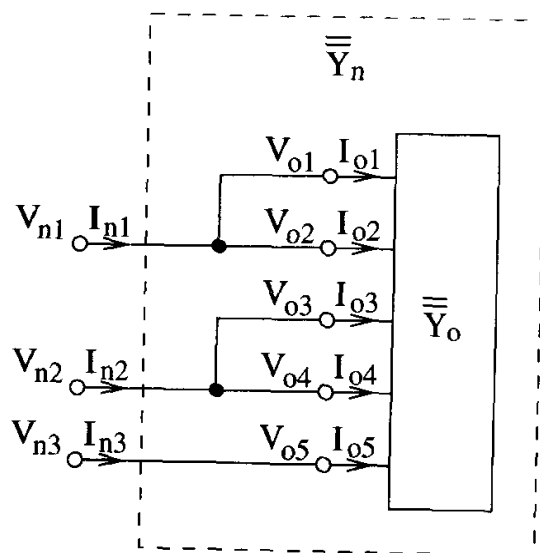 Y̿n
Vo1 Io1
Vn1 In1
Vo2 Io2
Vo3 Io3
Y̿o
Vn2 In2
Vo4 Io4
Vn3 In3
Vo5 Io5